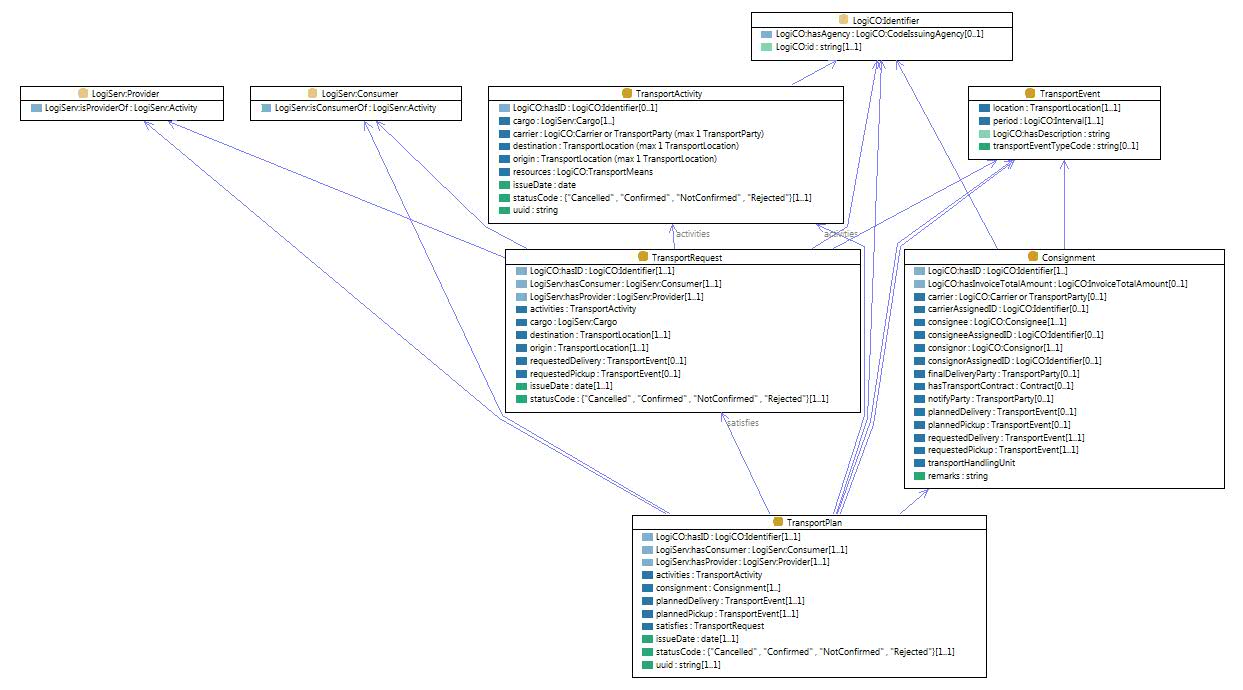 LogiCO:Identifier
LogiCO:hasAgency : LogiCO:CodeIssuingAgency[0..1]
LogiCO:id : string[1..1]
LogiServ:Provider
LogiServ:isProviderOf : LogiServ:Activity
LogiServ:Consumer
LogiServ:isConsumerOf : LogiServ:Activity
TransportActivity
LogiCO:hasID : LogiCO:Identifier[0..1]
cargo : LogiServ:Cargo[1..]
carrier : LogiCO:Carrier or TransportParty (max 1 TransportParty)
destination : TransportLocation (max 1 TransportLocation)
origin : TransportLocation (max 1 TransportLocation)
resources : LogiCO:TransportMeans
issueDate : date
statusCode : {"Cancelled" , "Confirmed" , "NotConfirmed" , "Rejected"}[1..1]
uuid : string
TransportEvent
location : TransportLocation[1..1]
period : LogiCO:Interval[1..1]
LogiCO:hasDescription : string
transportEventTypeCode : string[0..1]
activities
activities
TransportRequest
LogiCO:hasID : LogiCO:Identifier[1..1]
LogiServ:hasConsumer : LogiServ:Consumer[1..1]
LogiServ:hasProvider : LogiServ:Provider[1..1]
activities : TransportActivity
cargo : LogiServ:Cargo
destination : TransportLocation[1..1]
origin : TransportLocation[1..1]
requestedDelivery : TransportEvent[0..1]
requestedPickup : TransportEvent[0..1]
issueDate : date[1..1]
statusCode : {"Cancelled" , "Confirmed" , "NotConfirmed" , "Rejected"}[1..1]
Consignment
LogiCO:hasID : LogiCO:Identifier[1..]
LogiCO:hasInvoiceTotalAmount : LogiCO:InvoiceTotalAmount[0..1]
carrier : LogiCO:Carrier or TransportParty[0..1]
carrierAssignedID : LogiCO:Identifier[0..1]
consignee : LogiCO:Consignee[1..1]
consigneeAssignedID : LogiCO:Identifier[0..1]
consignor : LogiCO:Consignor[1..1]
consignorAssignedID : LogiCO:Identifier[0..1]
finalDeliveryParty : TransportParty[0..1]
hasTransportContract : Contract[0..1]
notifyParty : TransportParty[0..1]
plannedDelivery : TransportEvent[0..1]
plannedPickup : TransportEvent[0..1]
requestedDelivery : TransportEvent[1..1]
requestedPickup : TransportEvent[1..1]
transportHandlingUnit
remarks : string
satisfies
TransportPlan
LogiCO:hasID : LogiCO:Identifier[1..1]
LogiServ:hasConsumer : LogiServ:Consumer[1..1]
LogiServ:hasProvider : LogiServ:Provider[1..1]
activities : TransportActivity
consignment : Consignment[1..]
plannedDelivery : TransportEvent[1..1]
plannedPickup : TransportEvent[1..1]
satisfies : TransportRequest
issueDate : date[1..1]
statusCode : {"Cancelled" , "Confirmed" , "NotConfirmed" , "Rejected"}[1..1]
uuid : string[1..1]